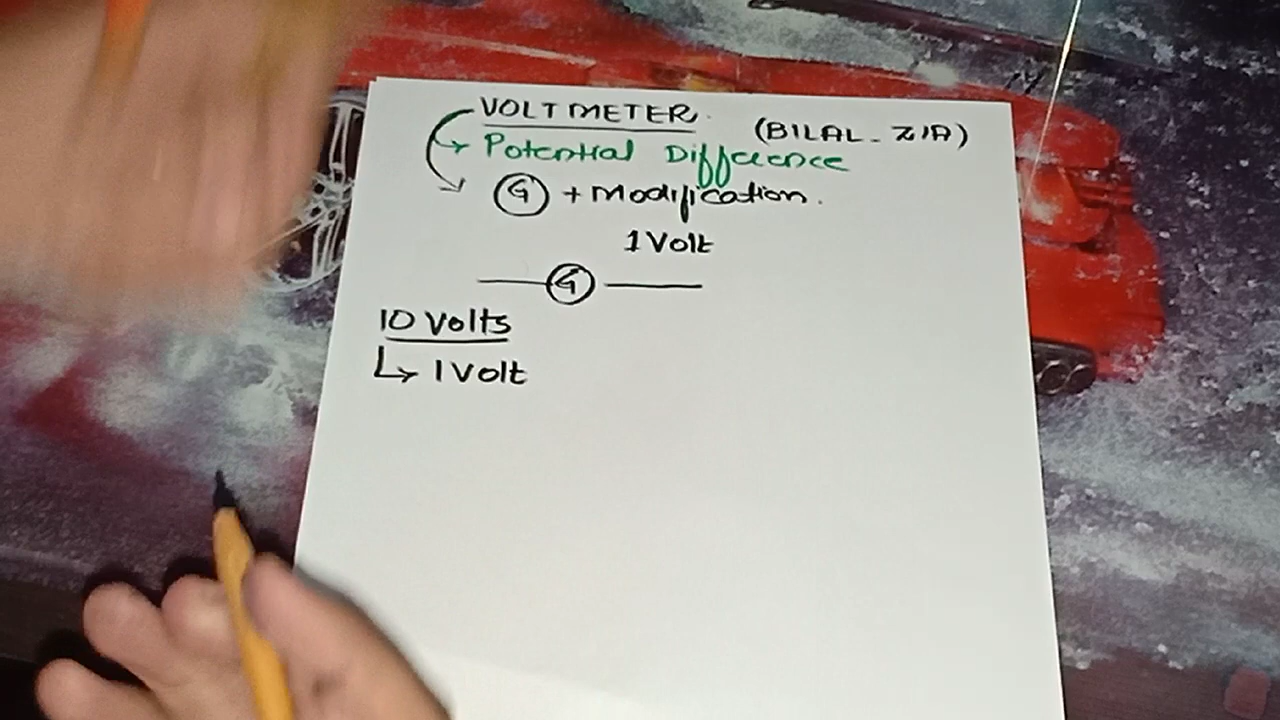 VOLTMETER.
(BILAL-ZIA)
Potential Difference
G + Modification.
1 Volt
G
10 Volts
1 Volt